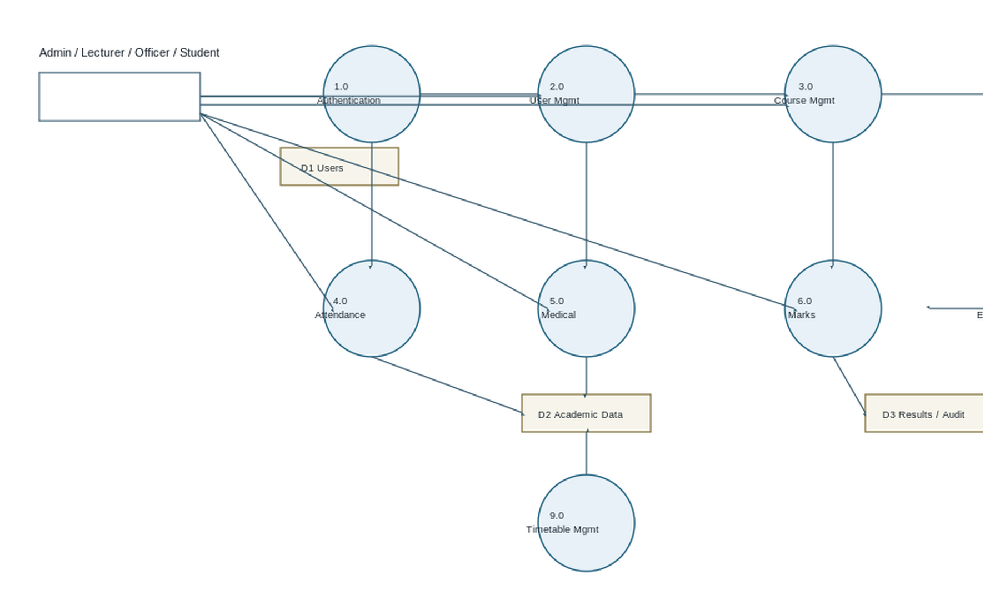 Admin / Lecturer / Officer / Student
1.0
Authentication
2.0
User Mgmt
3.0
Course Mgmt
D1 Users
4.0
Attendance
5.0
Medical
6.0
Marks
E
D2 Academic Data
D3 Results / Audit
9.0
Timetable Mgmt